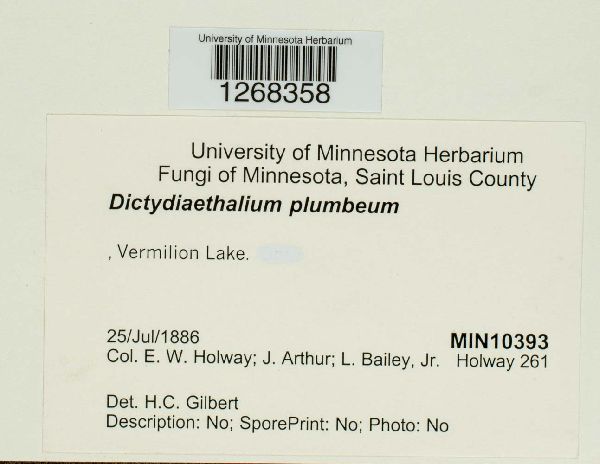 University of Minnesota Herbarium
1268358
University of Minnesota Herbarium
Fungi of Minnesota, Saint Louis County
Dictydiaethalium plumbeum
, Vermilion Lake.
25/Jul/1886 MIN10393
Col. E. W. Holway; J. Arthur; L. Bailey, Jr. Holway 261
Det. H.C. Gilbert
Description: No; SporePrint: No; Photo: No